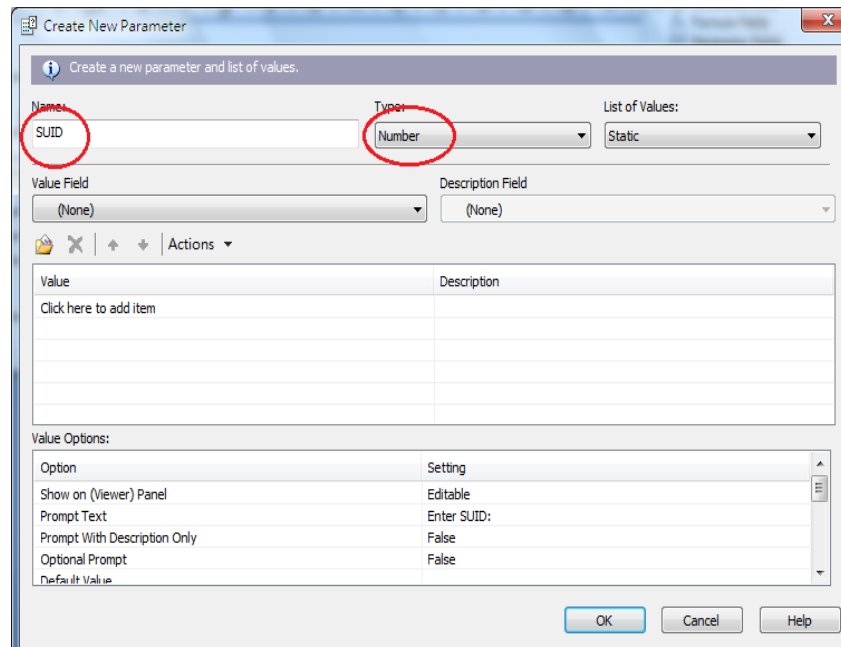 Create New Parameter
Create a new parameter and list of values.
Name: Type: List of Values:
SUID Number Static
Value Field Description Field
(None) (None)
Actions
Value Description
Click here to add item
Value Options:
Option Setting
Show on (Viewer) Panel Editable
Prompt Text Enter SUID:
Prompt With Description Only False
Optional Prompt False
Default Value
OK Cancel Help